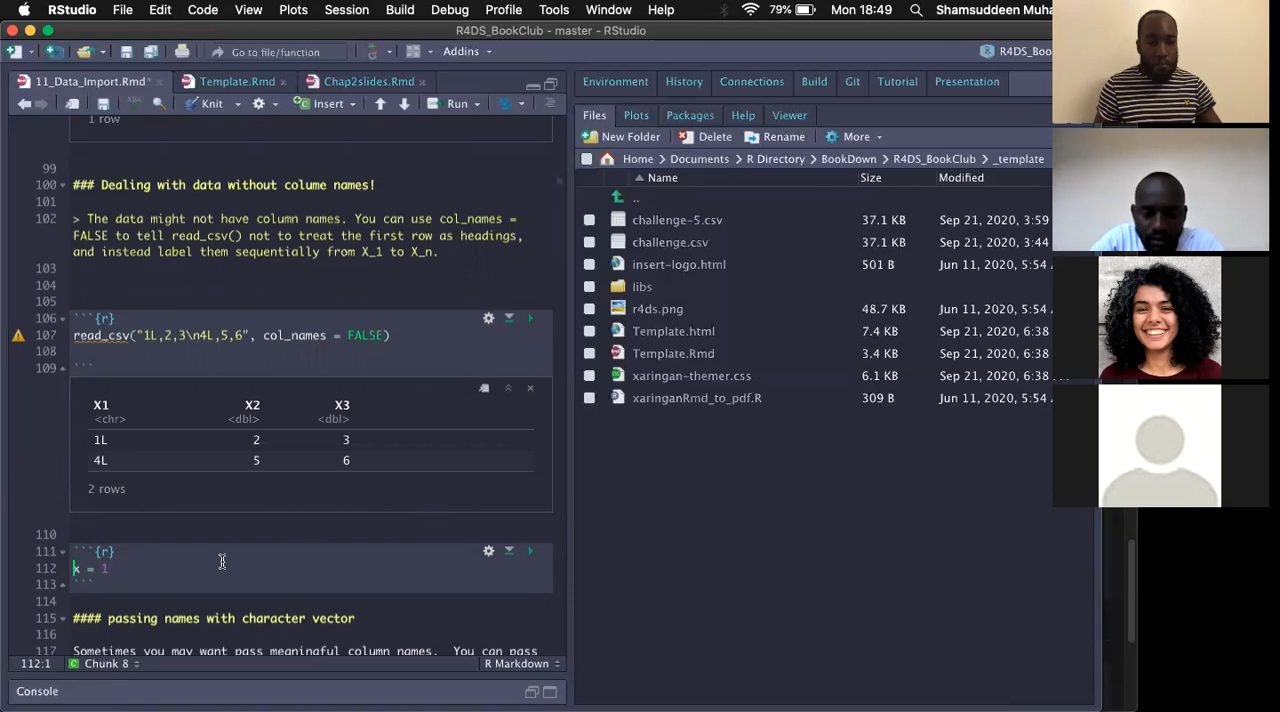 RStudio File Edit Code View Plots Session Build Debug Profile Tools Window Help 79% Mon 18:49 Shamsuddeen Muha
R4DS_BookClub - master - RStudio
Go to file/function Addins R4DS_Boo
11_Data_Import.Rmd* Template.Rmd Chap2slides.Rmd
Knit Insert Run
1 row
99
100 ### Dealing with data without colume names!
101
102 > The data might not have column names. You can use col_names =
FALSE to tell read_csv() not to treat the first row as headings,
and instead label them sequentially from X_1 to X_n.
103
104
105
106 ```{r}
107 read_csv("1L,2,3\n4L,5,6", col_names = FALSE)
108
109 ```
X1 X2 X3
<chr> <dbl> <dbl>
1L 2 3
4L 5 6
2 rows
110
111 ```{r}
112 x = 1
113 ```
114
115 #### passing names with character vector
116
117 Sometimes you may want pass meaningful column names. You can pass
112:1 Chunk 8 R Markdown
Console
Environment History Connections Build Git Tutorial Presentation
Files Plots Packages Help Viewer
New Folder Delete Rename More
Home Documents R Directory BookDown R4DS_BookClub _template
Name Size Modified
..
challenge-5.csv 37.1 KB Sep 21, 2020, 3:59
challenge.csv 37.1 KB Sep 21, 2020, 3:44
insert-logo.html 501 B Jun 11, 2020, 5:54
libs
r4ds.png 48.7 KB Jun 11, 2020, 5:54
Template.html 7.4 KB Sep 21, 2020, 6:38
Template.Rmd 3.4 KB Sep 21, 2020, 6:38
xaringan-themer.css 6.1 KB Sep 21, 2020, 6:38
xaringanRmd_to_pdf.R 309 B Jun 11, 2020, 5:54